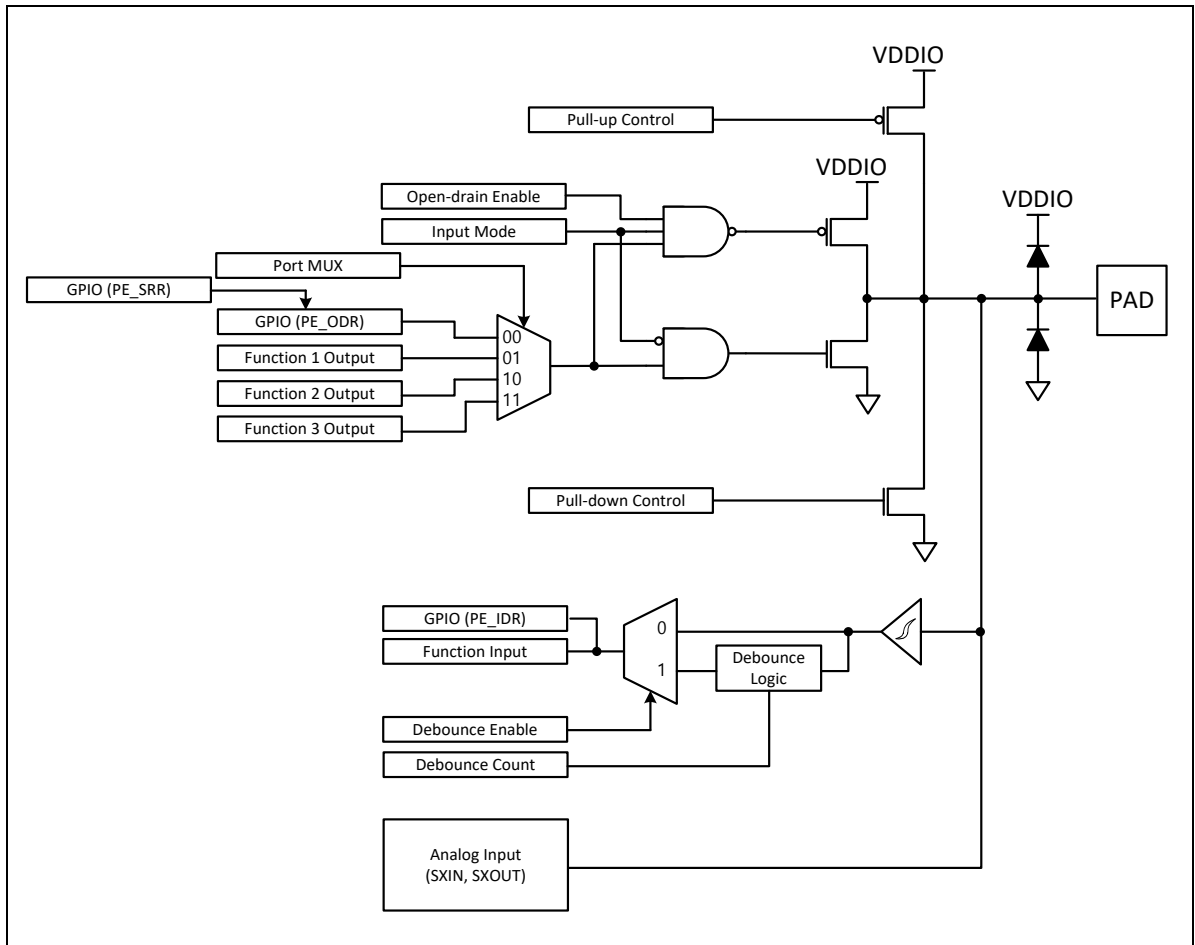 VDDIO
Pull-up Control
VDDIO
Open-drain Enable
VDDIO
Input Mode
Port MUX
GPIO (PE_SRR)
PAD
GPIO (PE_ODR)
00
Function 1 Output
01
Function 2 Output
10
11
Function 3 Output
Pull-down Control
GPIO (PE_IDR)
0
Function Input
Debounce
Logic
1
Debounce Enable
Debounce Count
Analog Input
(SXIN, SXOUT)